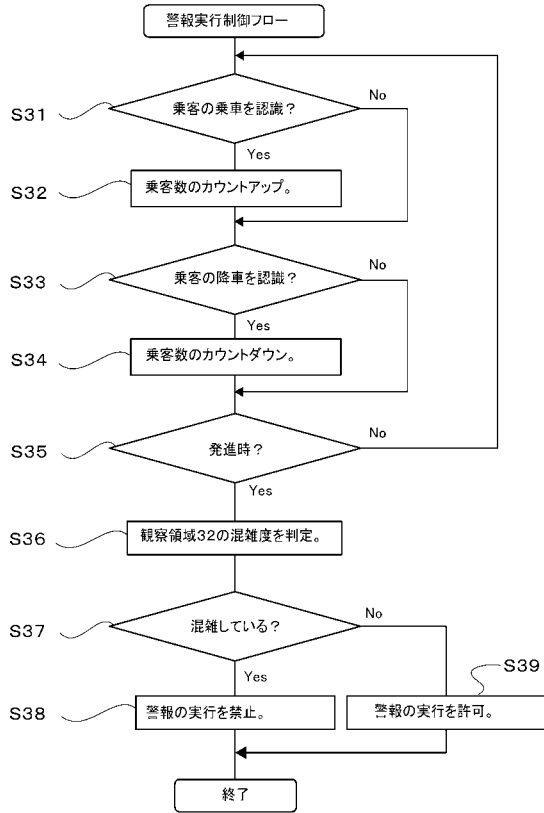 警報実行制御フロー
S31
乗客の乗車を認識？
No
Yes
S32
乗客数のカウントアップ。
S33
乗客の降車を認識？
No
Yes
S34
乗客数のカウントダウン。
S35
発進時？
No
Yes
S36
観察領域32の混雑度を判定。
S37
混雑している？
No
Yes
S39
S38
警報の実行を禁止。
警報の実行を許可。
終了